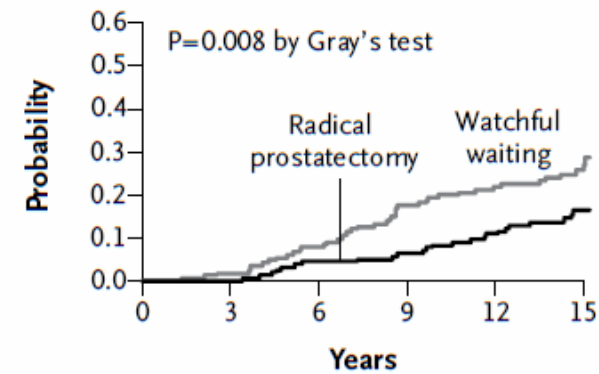 0.6
P=0.008 by Gray's test
0.5
0.4
Radical
prostatectomy
Watchful
waiting
0.3
0.2
0.1
0.0
Probability
0 3 6 9 12 15
Years